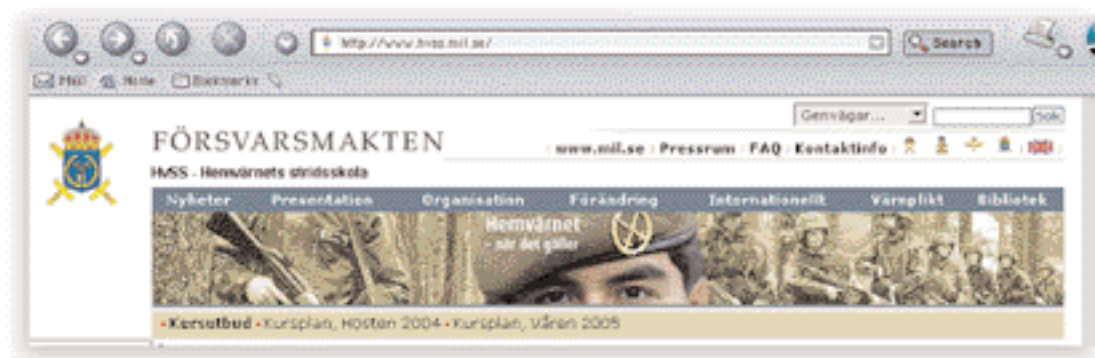 http://www.hvss.mil.se/
Search
Mail Home Bookmarks
Genvägar... Sök
FÖRSVARSMAKTEN
www.mil.se Pressrum FAQ Kontaktinfo
HvSS - Hemvärnets stridsskola
Nyheter Presentation Organisation Förändring Internationellt Värnplikt Bibliotek
Hemvärnet
- när det gäller
•Kursutbud •Kursplan, Hösten 2004 •Kursplan, Våren 2005